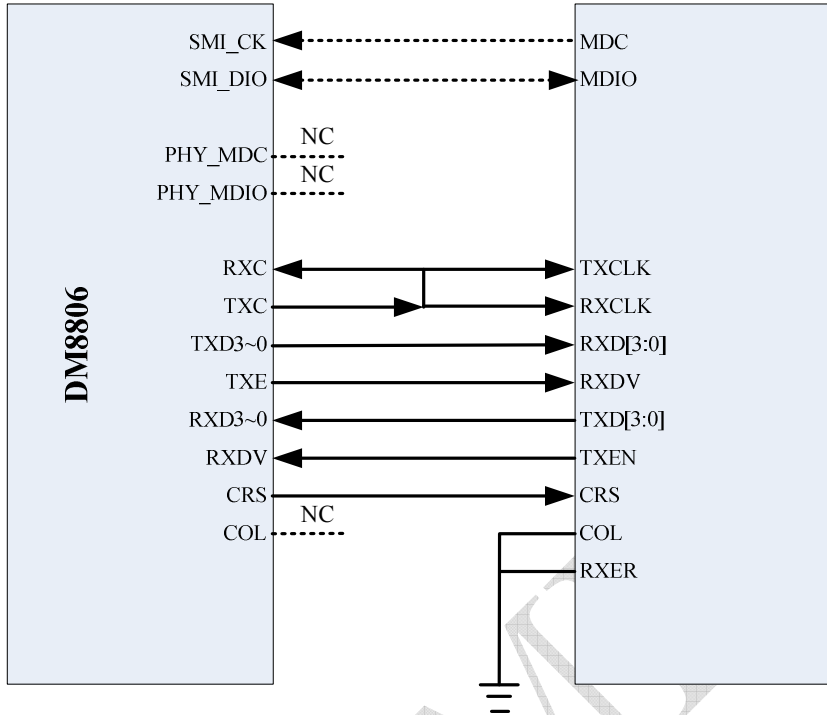 SMI_CK MDC
SMI_DIO MDIO
NC
PHY_MDC
NC
PHY_MDIO
DM8806
RXC TXCLK
TXC RXCLK
TXD3~0 RXD[3:0]
TXE RXDV
RXD3~0 TXD[3:0]
RXDV TXEN
CRS CRS
NC
COL COL
RXER